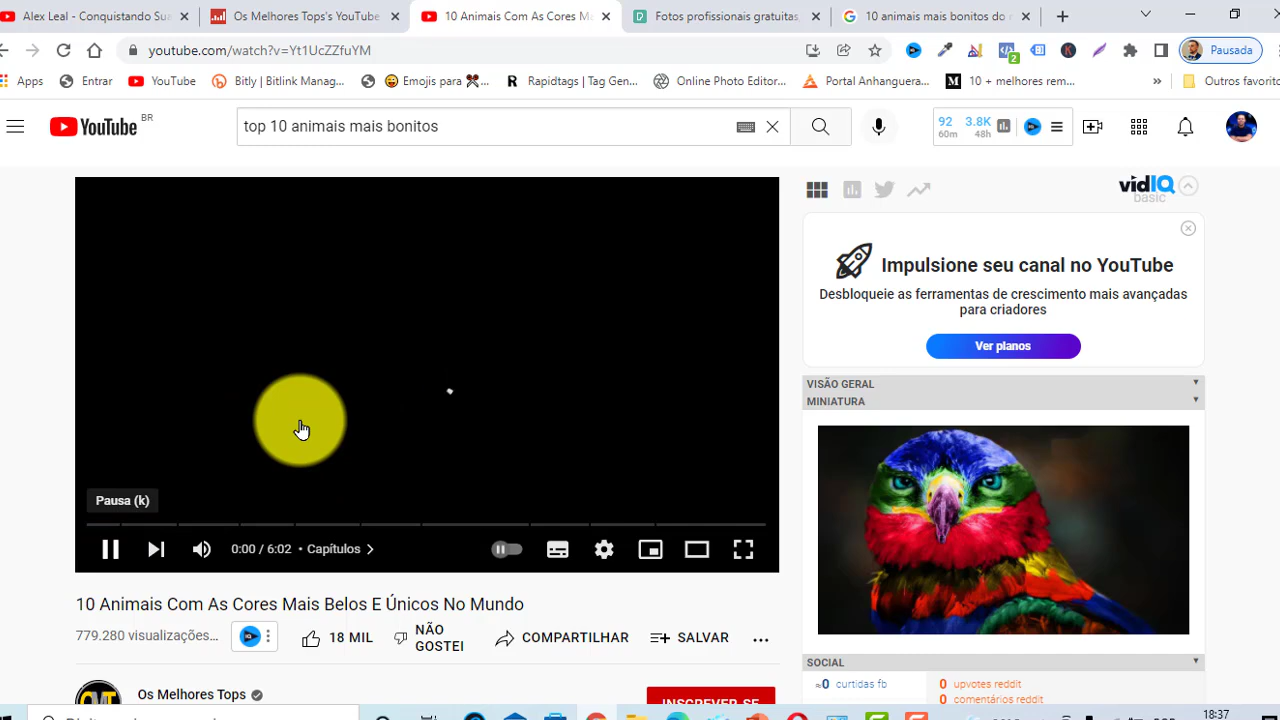 Alex Leal - Conquistando Sua
Os Melhores Tops's YouTube
10 Animais Com As Cores M
Fotos profissionais gratuitas,
10 animais mais bonitos do
youtube.com/watch?v=Yt1UcZZfuYM
2
Pausada
Apps
Entrar
YouTube
Bitly | Bitlink Manag...
Emojis para
Rapidtags | Tag Gen...
Online Photo Editor...
Portal Anhanguera...
10 + melhores rem...
»
Outros favorito
YouTube BR
top 10 animais mais bonitos
92 60m
3.8K 48h
vidIQ
basic
Impulsione seu canal no YouTube
Desbloqueie as ferramentas de crescimento mais avançadas
para criadores
Ver planos
VISÃO GERAL
MINIATURA
Pausa (k)
0:00 / 6:02 • Capítulos
10 Animais Com As Cores Mais Belos E Únicos No Mundo
779.280 visualizações...
18 MIL
NÃO
GOSTEI
COMPARTILHAR
SALVAR
SOCIAL
≈0 curtidas fb
0 upvotes reddit
0 comentários reddit
Os Melhores Tops
INSCREVER-SE
18:37